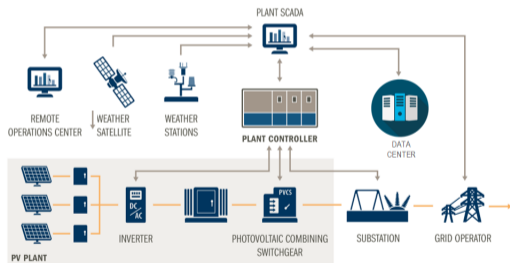 PLANT SCADA
REMOTE
OPERATIONS CENTER
WEATHER
SATELLITE
WEATHER
STATIONS
PLANT CONTROLLER
DATA
CENTER
DC
AC
PVCS
INVERTER
PHOTOVOLTAIC COMBINING
SWITCHGEAR
SUBSTATION
GRID OPERATOR
PV PLANT